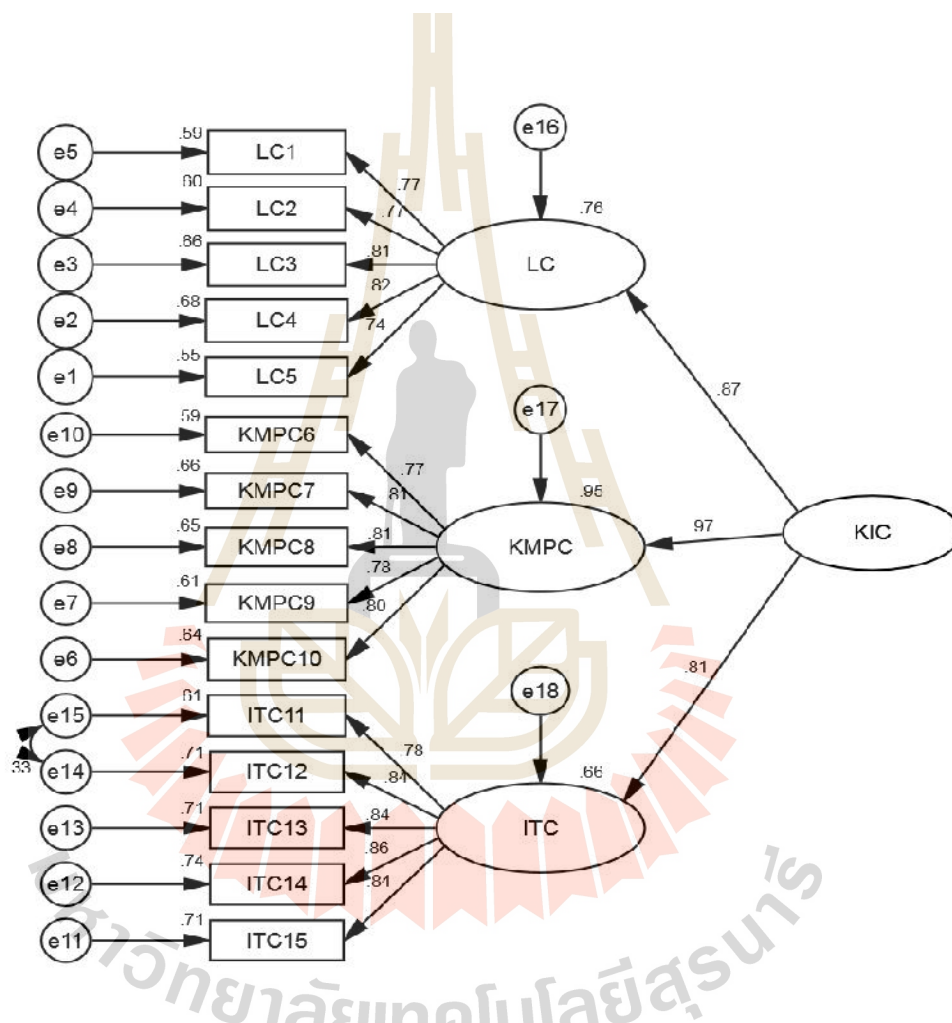 e16
e5 .59 LC1 .77
e4 .60 LC2 .77 .76
e3 .66 LC3 .81 LC
e2 .68 LC4 .82
e1 .55 LC5 .74
.87
e17
e10 .59 KMPC6 .77
e9 .66 KMPC7 .81 .95
e8 .65 KMPC8 .81 KMPC .97 KIC
e7 .61 KMPC9 .78
e6 .64 KMPC10 .80
.81
e18
e15 .61 ITC11 .78
.33 e14 .71 ITC12 .84 .66
e13 .71 ITC13 .84 ITC
e12 .74 ITC14 .86
e11 .71 ITC15 .81